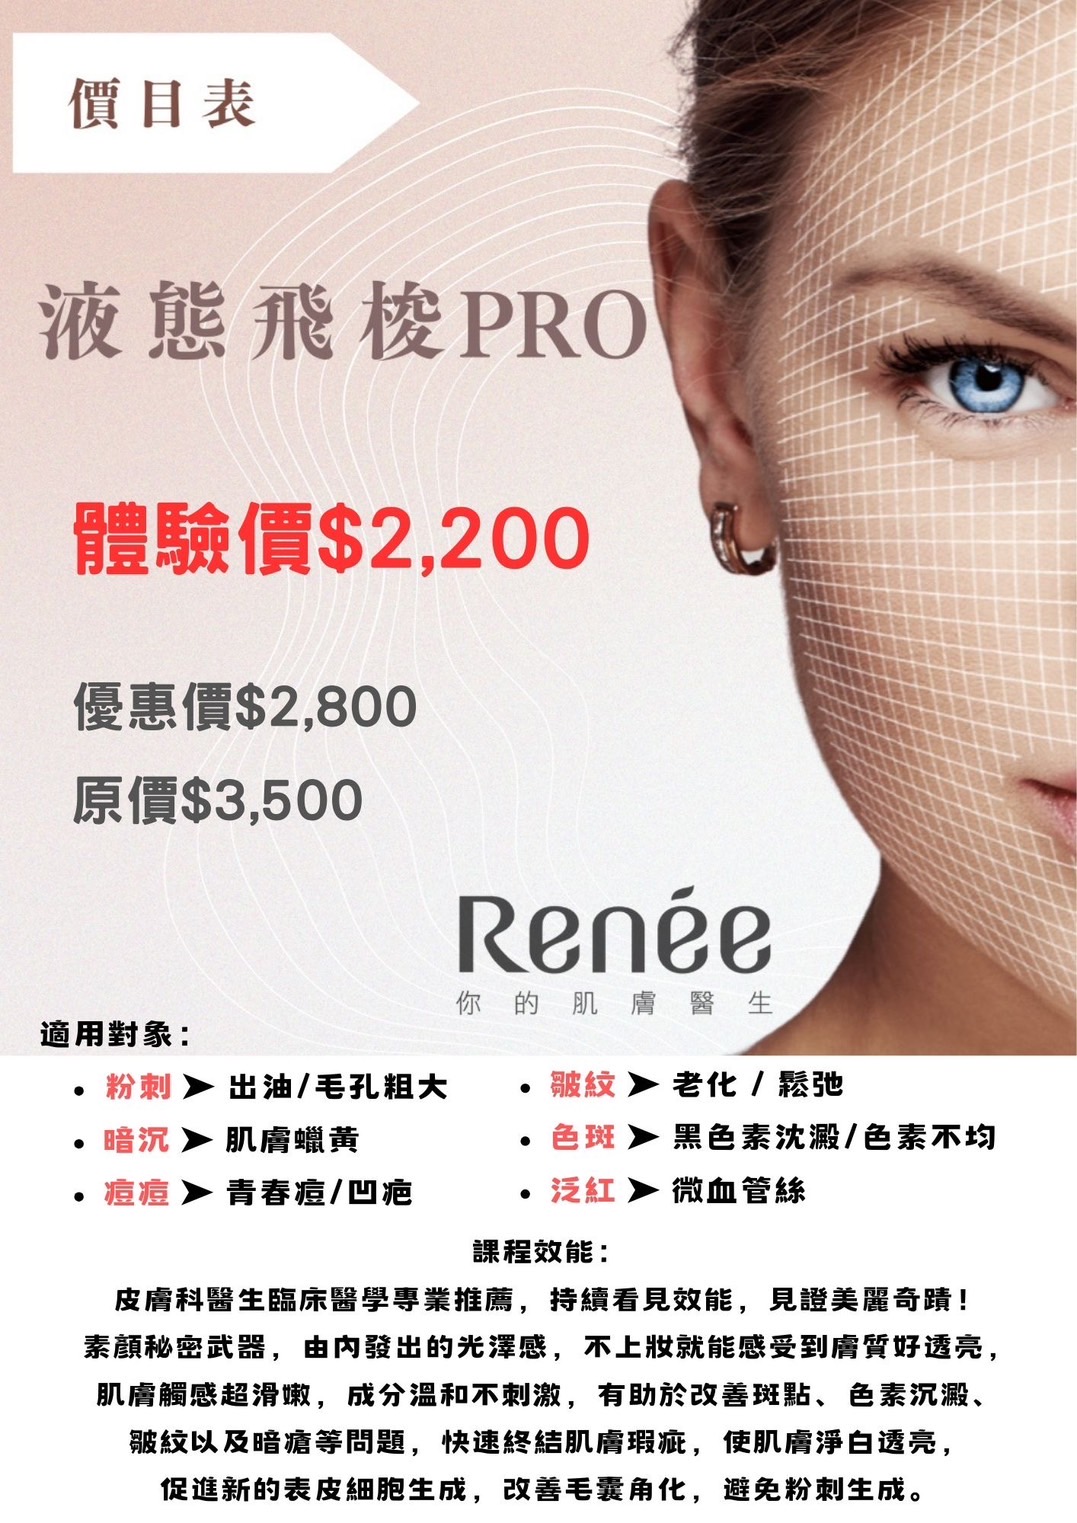 價目表
液態飛梭PRO
體驗價$2,200
優惠價$2,800
原價$3,500
Renée
你的肌膚醫生
適用對象：
• 粉刺➤出油/毛孔粗大
• 暗沉➤肌膚蠟黃
• 痘痘➤青春痘/凹疤
• 皺紋➤老化 / 鬆弛
• 色斑➤黑色素沈澱/色素不均
• 泛紅➤微血管絲
課程效能：
皮膚科醫生臨床醫學專業推薦，持續看見效能，見證美麗奇蹟！
素顏秘密武器，由內發出的光澤感，不上妝就能感受到膚質好透亮，
肌膚觸感超滑嫩，成分溫和不刺激，有助於改善斑點、色素沉澱、
皺紋以及暗瘡等問題，快速終結肌膚瑕疵，使肌膚淨白透亮，
促進新的表皮細胞生成，改善毛囊角化，避免粉刺生成。